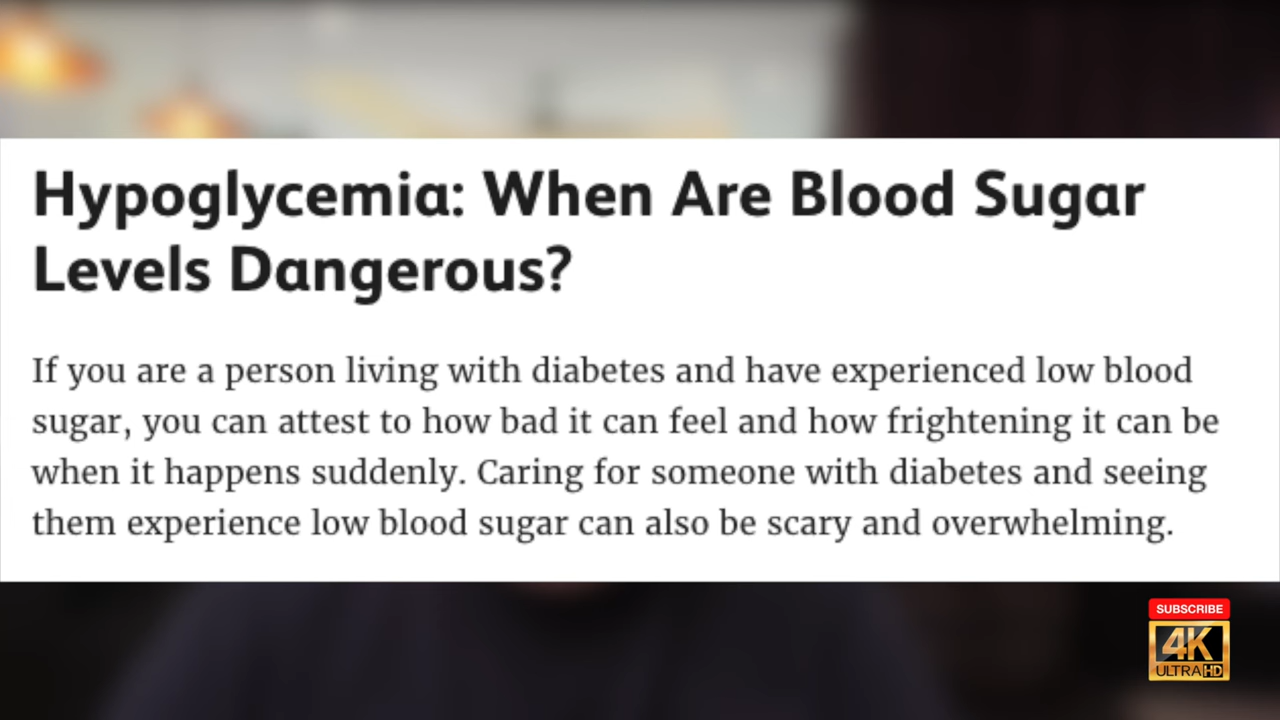 Hypoglycemia: When Are Blood Sugar
Levels Dangerous?
If you are a person living with diabetes and have experienced low blood
sugar, you can attest to how bad it can feel and how frightening it can be
when it happens suddenly. Caring for someone with diabetes and seeing
them experience low blood sugar can also be scary and overwhelming.
SUBSCRIBE
4K
ULTRA HD